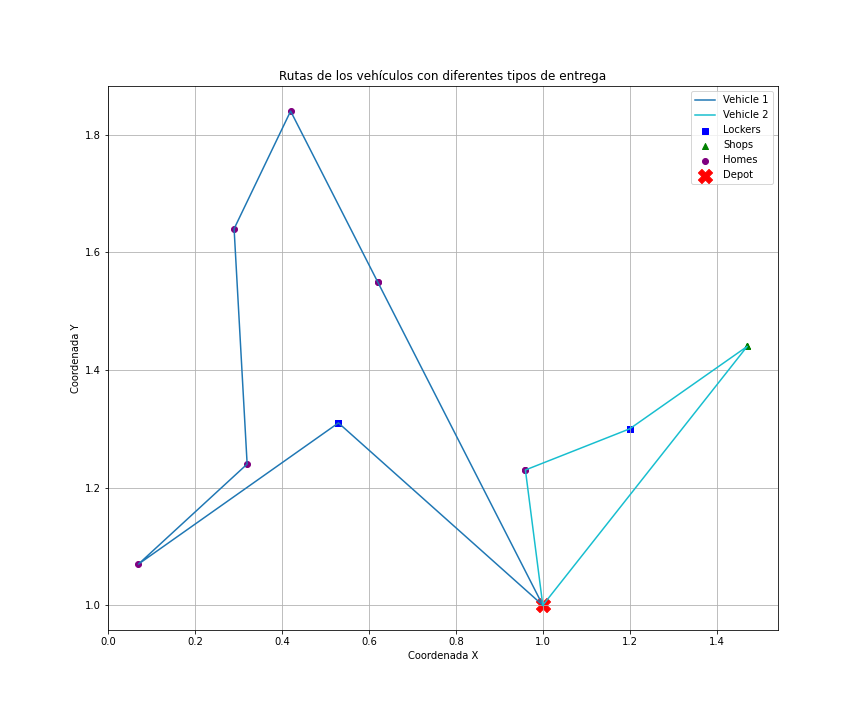 Rutas de los vehículos con diferentes tipos de entrega
Vehicle 1
Vehicle 2
Lockers
Shops
Homes
Depot
Coordenada Y
1.8
1.6
1.4
1.2
1.0
0.0 0.2 0.4 0.6 0.8 1.0 1.2 1.4
Coordenada X